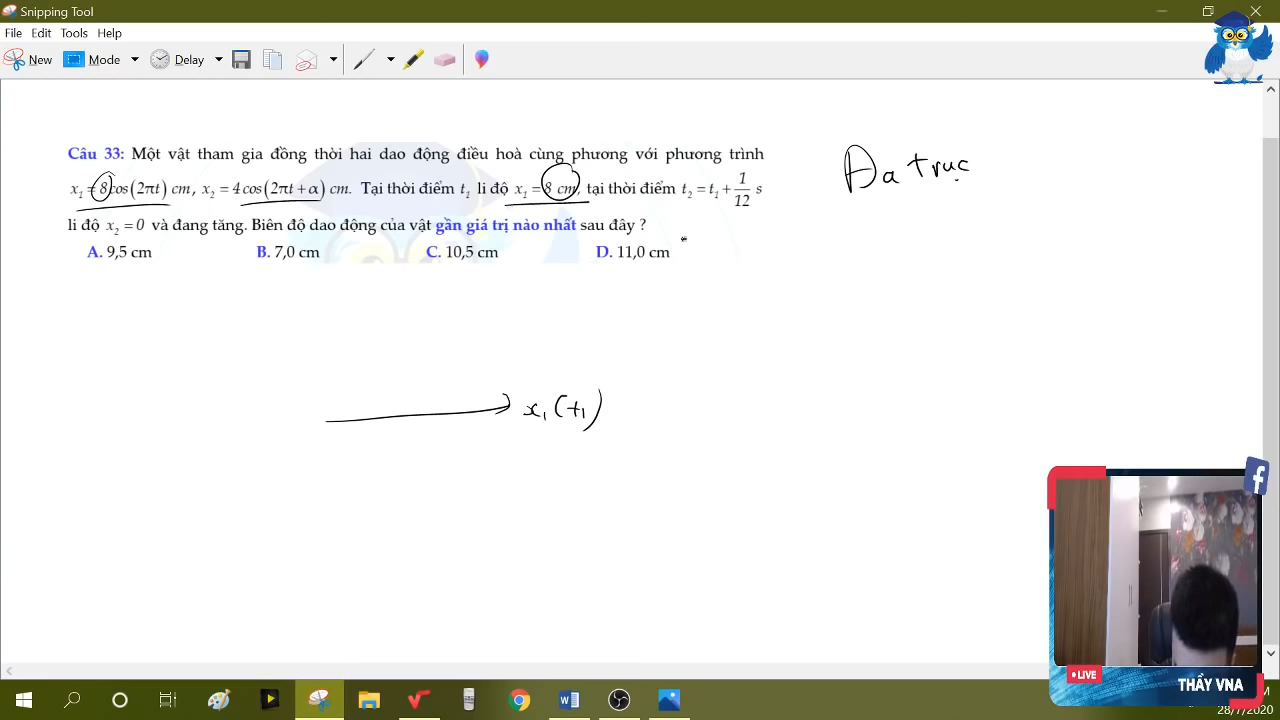 Snipping Tool
File Edit Tools Help
New Mode Delay
Câu 33: Một vật tham gia đồng thời hai dao động điều hoà cùng phương với phương trình
x₁ = 8cos(2πt) cm, x₂ = 4cos(2πt+α) cm. Tại thời điểm t₁ li độ x₁ = 8 cm, tại thời điểm t₂ = t₁ + 1/12 s
li độ x₂ = 0 và đang tăng. Biên độ dao động của vật gần giá trị nào nhất sau đây ?
A. 9,5 cm B. 7,0 cm C. 10,5 cm D. 11,0 cm
Đa trục
x₁(t₁)
LIVE
THẦY VNA
28/7/2020